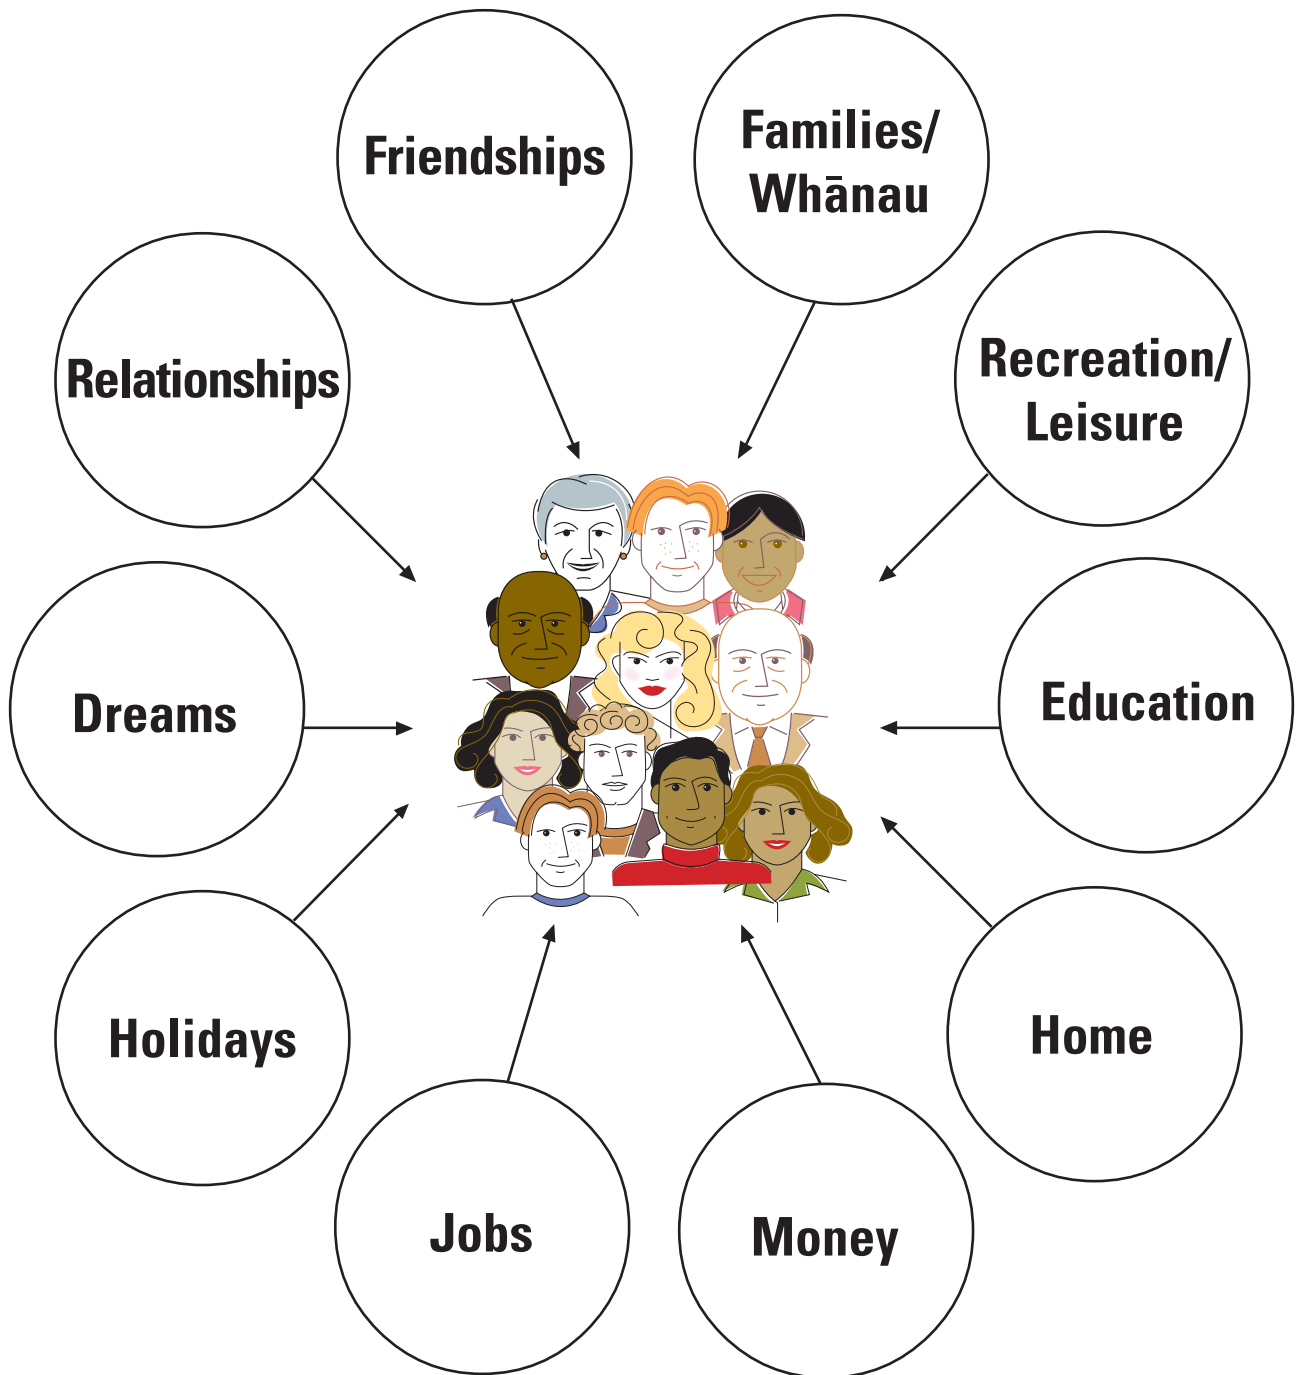 Friendships
Families/
Whānau
Relationships
Recreation/
Leisure
Dreams
Education
Holidays
Home
Jobs
Money